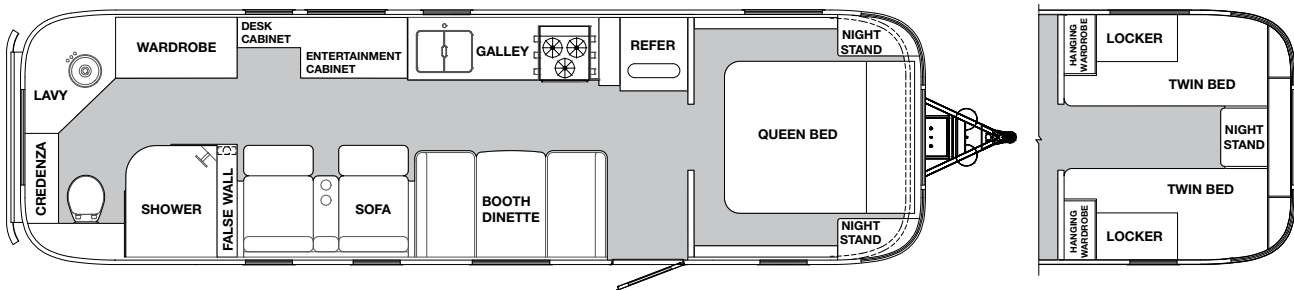 WARDROBE
DESK
CABINET
ENTERTAINMENT
CABINET
GALLEY
REFER
NIGHT
STAND
LAVY
CREDENZA
SHOWER
FALSE WALL
SOFA
BOOTH
DINETTE
QUEEN BED
NIGHT
STAND
HANGING
WARDROBE
LOCKER
TWIN BED
NIGHT
STAND
TWIN BED
HANGING
WARDROBE
LOCKER